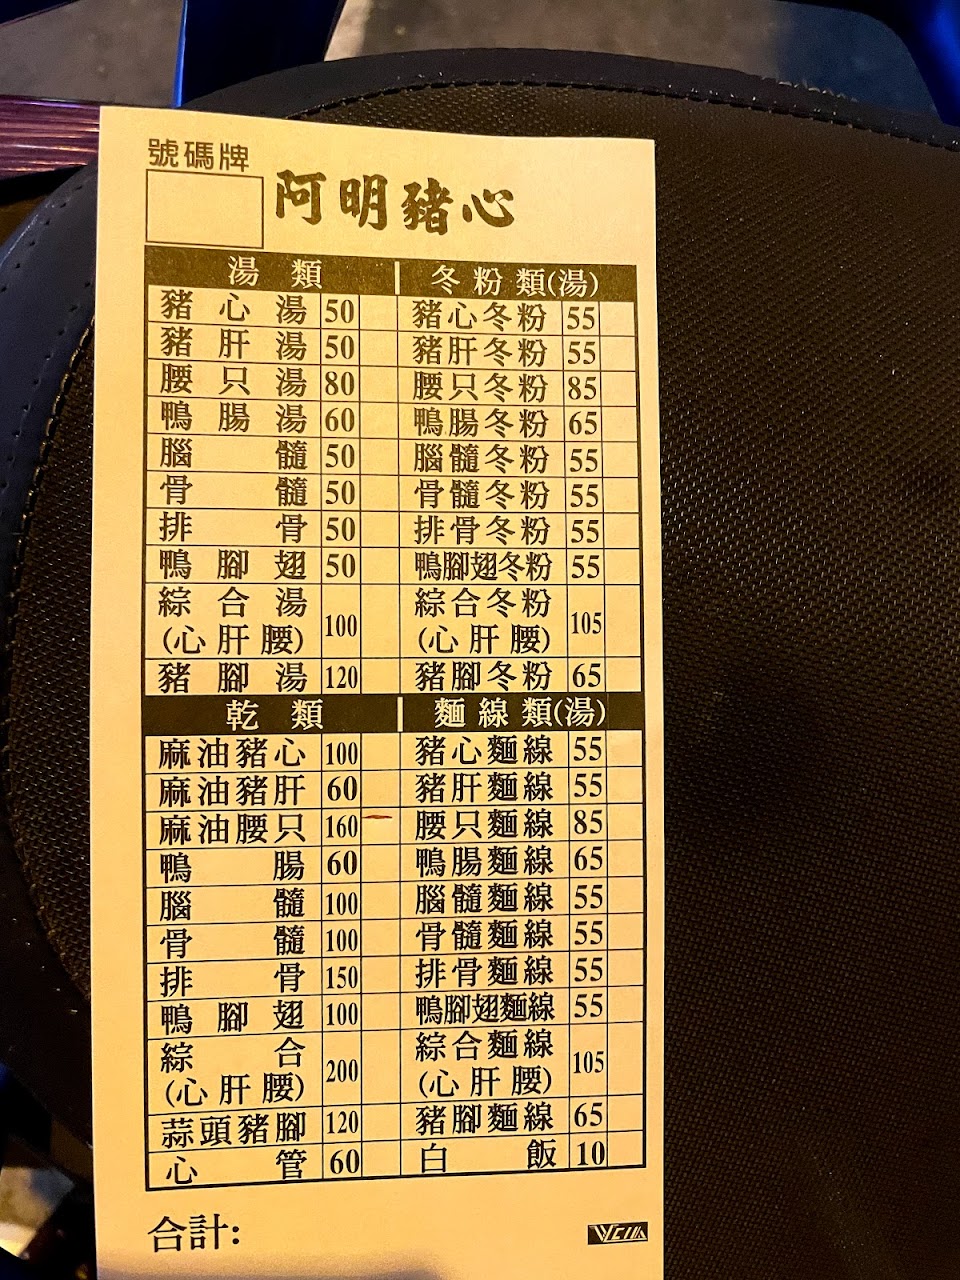 號碼牌
阿明豬心
湯類 冬粉類(湯)
豬心湯 50 豬心冬粉 55
豬肝湯 50 豬肝冬粉 55
腰只湯 80 腰只冬粉 85
鴨腸湯 60 鴨腸冬粉 65
腦髓 50 腦髓冬粉 55
骨髓 50 骨髓冬粉 55
排骨 50 排骨冬粉 55
鴨腳翅 50 鴨腳翅冬粉 55
綜合湯 綜合冬粉
(心肝腰) 100 (心肝腰) 105
豬腳湯 120 豬腳冬粉 65
乾類 麵線類(湯)
麻油豬心 100 豬心麵線 55
麻油豬肝 60 豬肝麵線 55
麻油腰只 160 腰只麵線 85
鴨腸 60 鴨腸麵線 65
腦髓 100 腦髓麵線 55
骨髓 100 骨髓麵線 55
排骨 150 排骨麵線 55
鴨腳翅 100 鴨腳翅麵線 55
綜合 綜合麵線
(心肝腰) 200 (心肝腰) 105
蒜頭豬腳 120 豬腳麵線 65
心管 60 白飯 10
合計: